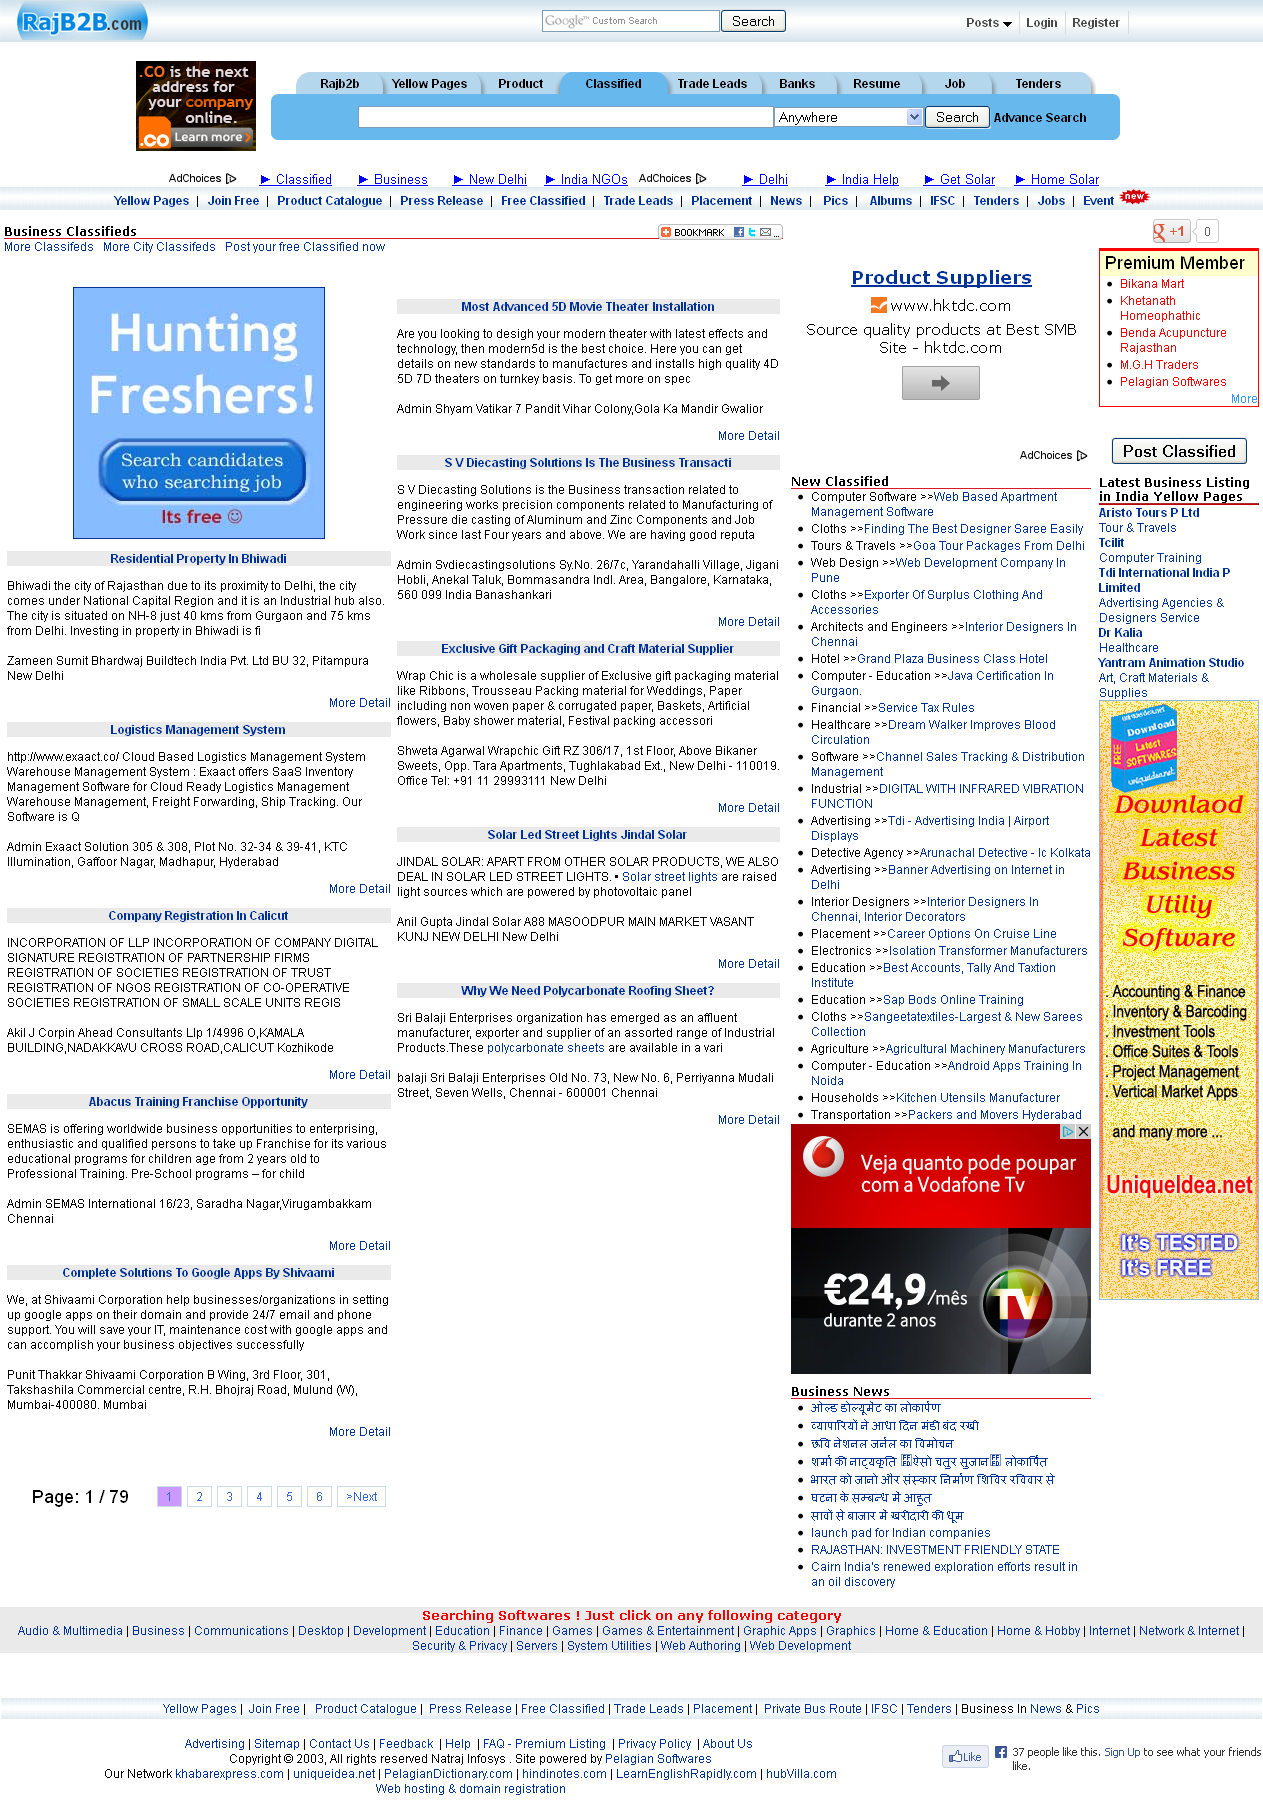 RajB2B.com
Google™ Custom Search
Search
Posts
Login
Register
.CO is the next
address for
your company
online.
.co Learn more
Rajb2b
Yellow Pages
Product
Classified
Trade Leads
Banks
Resume
Job
Tenders
Anywhere
Search
Advance Search
AdChoices
Classified
Business
New Delhi
India NGOs
AdChoices
Delhi
India Help
Get Solar
Home Solar
Yellow Pages | Join Free | Product Catalogue | Press Release | Free Classified | Trade Leads | Placement | News | Pics | Albums | IFSC | Tenders | Jobs | Event new
Business Classifieds
BOOKMARK ...
More Classifeds More City Classifeds Post your free Classified now
Hunting
Freshers!
Search candidates
who searching job
Its free ☺
Residential Property In Bhiwadi
Bhiwadi the city of Rajasthan due to its proximity to Delhi, the city
comes under National Capital Region and it is an Industrial hub also.
The city is situated on NH-8 just 40 kms from Gurgaon and 75 kms
from Delhi. Investing in property in Bhiwadi is fi
Zameen Sumit Bhardwaj Buildtech India Pvt. Ltd BU 32, Pitampura
New Delhi
More Detail
Logistics Management System
http://www.exaact.co/ Cloud Based Logistics Management System
Warehouse Management System : Exaact offers SaaS Inventory
Management Software for Cloud Ready Logistics Management
Warehouse Management, Freight Forwarding, Ship Tracking. Our
Software is Q
Admin Exaact Solution 305 & 308, Plot No. 32-34 & 39-41, KTC
Illumination, Gaffoor Nagar, Madhapur, Hyderabad
More Detail
Company Registration In Calicut
INCORPORATION OF LLP INCORPORATION OF COMPANY DIGITAL
SIGNATURE REGISTRATION OF PARTNERSHIP FIRMS
REGISTRATION OF SOCIETIES REGISTRATION OF TRUST
REGISTRATION OF NGOS REGISTRATION OF CO-OPERATIVE
SOCIETIES REGISTRATION OF SMALL SCALE UNITS REGIS
Akil J Corpin Ahead Consultants Llp 1/4996 O,KAMALA
BUILDING,NADAKKAVU CROSS ROAD,CALICUT Kozhikode
More Detail
Abacus Training Franchise Opportunity
SEMAS is offering worldwide business opportunities to enterprising,
enthusiastic and qualified persons to take up Franchise for its various
educational programs for children age from 2 years old to
Professional Training. Pre-School programs – for child
Admin SEMAS International 16/23, Saradha Nagar,Virugambakkam
Chennai
More Detail
Complete Solutions To Google Apps By Shivaami
We, at Shivaami Corporation help businesses/organizations in setting
up google apps on their domain and provide 24/7 email and phone
support. You will save your IT, maintenance cost with google apps and
can accomplish your business objectives successfully
Punit Thakkar Shivaami Corporation B Wing, 3rd Floor, 301,
Takshashila Commercial centre, R.H. Bhojraj Road, Mulund (W),
Mumbai-400080. Mumbai
More Detail
Page: 1 / 79 1 2 3 4 5 6 >Next
Most Advanced 5D Movie Theater Installation
Are you looking to desigh your modern theater with latest effects and
technology, then modern5d is the best choice. Here you can get
details on new standards to manufactures and installs high quality 4D
5D 7D theaters on turnkey basis. To get more on spec
Admin Shyam Vatikar 7 Pandit Vihar Colony,Gola Ka Mandir Gwalior
More Detail
S V Diecasting Solutions Is The Business Transacti
S V Diecasting Solutions is the Business transaction related to
engineering works precision components related to Manufacturing of
Pressure die casting of Aluminum and Zinc Components and Job
Work since last Four years and above. We are having good reputa
Admin Svdiecastingsolutions Sy.No. 26/7c, Yarandahalli Village, Jigani
Hobli, Anekal Taluk, Bommasandra Indl. Area, Bangalore, Karnataka,
560 099 India Banashankari
More Detail
Exclusive Gift Packaging and Craft Material Supplier
Wrap Chic is a wholesale supplier of Exclusive gift packaging material
like Ribbons, Trousseau Packing material for Weddings, Paper
including non woven paper & corrugated paper, Baskets, Artificial
flowers, Baby shower material, Festival packing accessori
Shweta Agarwal Wrapchic Gift RZ 306/17, 1st Floor, Above Bikaner
Sweets, Opp. Tara Apartments, Tughlakabad Ext., New Delhi - 110019.
Office Tel: +91 11 29993111 New Delhi
More Detail
Solar Led Street Lights Jindal Solar
JINDAL SOLAR: APART FROM OTHER SOLAR PRODUCTS, WE ALSO
DEAL IN SOLAR LED STREET LIGHTS. • Solar street lights are raised
light sources which are powered by photovoltaic panel
Anil Gupta Jindal Solar A88 MASOODPUR MAIN MARKET VASANT
KUNJ NEW DELHI New Delhi
More Detail
Why We Need Polycarbonate Roofing Sheet?
Sri Balaji Enterprises organization has emerged as an affluent
manufacturer, exporter and supplier of an assorted range of Industrial
Products.These polycarbonate sheets are available in a vari
balaji Sri Balaji Enterprises Old No. 73, New No. 6, Perriyanna Mudali
Street, Seven Wells, Chennai - 600001 Chennai
More Detail
Product Suppliers
www.hktdc.com
Source quality products at Best SMB
Site - hktdc.com
AdChoices
New Classified
Computer Software >>Web Based Apartment
Management Software
Cloths >>Finding The Best Designer Saree Easily
Tours & Travels >>Goa Tour Packages From Delhi
Web Design >>Web Development Company In
Pune
Cloths >>Exporter Of Surplus Clothing And
Accessories
Architects and Engineers >>Interior Designers In
Chennai
Hotel >>Grand Plaza Business Class Hotel
Computer - Education >>Java Certification In
Gurgaon.
Financial >>Service Tax Rules
Healthcare >>Dream Walker Improves Blood
Circulation
Software >>Channel Sales Tracking & Distribution
Management
Industrial >>DIGITAL WITH INFRARED VIBRATION
FUNCTION
Advertising >>Tdi - Advertising India | Airport
Displays
Detective Agency >>Arunachal Detective - Ic Kolkata
Advertising >>Banner Advertising on Internet in
Delhi
Interior Designers >>Interior Designers In
Chennai, Interior Decorators
Placement >>Career Options On Cruise Line
Electronics >>Isolation Transformer Manufacturers
Education >>Best Accounts, Tally And Taxtion
Institute
Education >>Sap Bods Online Training
Cloths >>Sangeetatextiles-Largest & New Sarees
Collection
Agriculture >>Agricultural Machinery Manufacturers
Computer - Education >>Android Apps Training In
Noida
Households >>Kitchen Utensils Manufacturer
Transportation >>Packers and Movers Hyderabad
Veja quanto pode poupar
com a Vodafone Tv
€24,9/mês
durante 2 anos
TV
Business News
ओल्ड डोल्यूमेंट का लोकार्पण
व्यापारियों ने आधा दिन मंडी बंद रखी
छवि नेशनल जर्नल का विमोचन
शर्मा की नाट्यकृति ऐसो चतुर सुजान लोकार्पित
भारत को जानो और संस्कार निर्माण शिविर रविवार से
घटना के सम्बन्ध में आहुत
सावों से बाजार में खरीदारी की धूम
launch pad for Indian companies
RAJASTHAN: INVESTMENT FRIENDLY STATE
Cairn India's renewed exploration efforts result in
an oil discovery
g +1 0
Premium Member
Bikana Mart
Khetanath
Homeophathic
Benda Acupuncture
Rajasthan
M.G.H Traders
Pelagian Softwares
More
Post Classified
Latest Business Listing
in India Yellow Pages
Aristo Tours P Ltd
Tour & Travels
Tcilit
Computer Training
Tdi International India P
Limited
Advertising Agencies &
Designers Service
Dr Kalia
Healthcare
Yantram Animation Studio
Art, Craft Materials &
Supplies
uniqueidea.net
Download
FREE
Latest
SOFTWARES
uniqueidea.net
Downlaod
Latest
Business
Utiliy
Software
. Accounting & Finance
. Inventory & Barcoding
. Investment Tools
. Office Suites & Tools
. Project Management
. Vertical Market Apps
and many more ...
UniqueIdea.net
It's TESTED
It's FREE
Searching Softwares ! Just click on any following category
Audio & Multimedia | Business | Communications | Desktop | Development | Education | Finance | Games | Games & Entertainment | Graphic Apps | Graphics | Home & Education | Home & Hobby | Internet | Network & Internet |
Security & Privacy | Servers | System Utilities | Web Authoring | Web Development
Yellow Pages | Join Free | Product Catalogue | Press Release | Free Classified | Trade Leads | Placement | Private Bus Route | IFSC | Tenders | Business In News & Pics
Advertising | Sitemap | Contact Us | Feedback | Help | FAQ - Premium Listing | Privacy Policy | About Us
Copyright © 2003, All rights reserved Natraj Infosys . Site powered by Pelagian Softwares
Our Network khabarexpress.com | uniqueidea.net | PelagianDictionary.com | hindinotes.com | LearnEnglishRapidly.com | hubVilla.com
Web hosting & domain registration
Like
37 people like this. Sign Up to see what your friends
like.